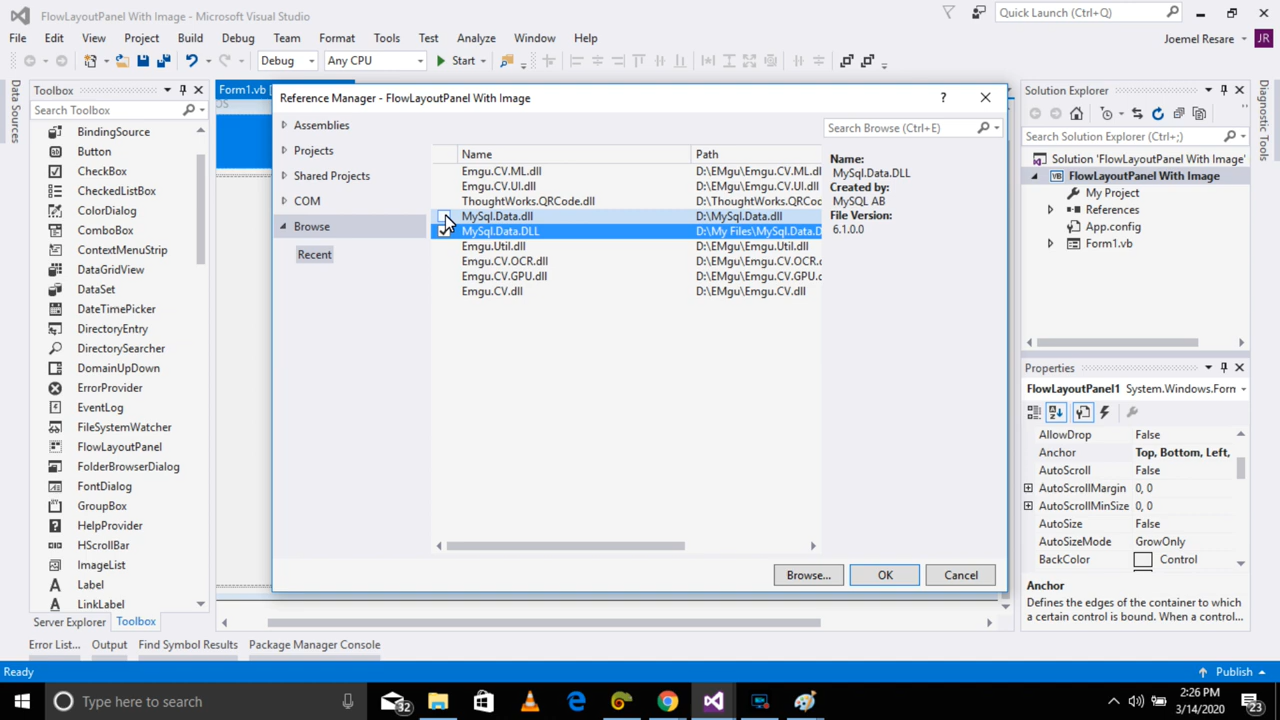 FlowLayoutPanel With Image - Microsoft Visual Studio
Quick Launch (Ctrl+Q)
File Edit View Project Build Debug Team Format Tools Test Analyze Window Help
Joemel Resare JR
Debug Any CPU Start
Data Sources
Toolbox
Search Toolbox
BindingSource
Button
CheckBox
CheckedListBox
ColorDialog
ComboBox
ContextMenuStrip
DataGridView
DataSet
DateTimePicker
DirectoryEntry
DirectorySearcher
DomainUpDown
ErrorProvider
EventLog
FileSystemWatcher
FlowLayoutPanel
FolderBrowserDialog
FontDialog
GroupBox
HelpProvider
HScrollBar
ImageList
Label
LinkLabel
Server Explorer Toolbox
Form1.vb [
OS
Reference Manager - FlowLayoutPanel With Image
? 
Assemblies
Projects
Shared Projects
COM
Browse
Recent
Search Browse (Ctrl+E)
Name Path
Emgu.CV.ML.dll D:\EMgu\Emgu.CV.ML.d
Emgu.CV.UI.dll D:\EMgu\Emgu.CV.UI.d
ThoughtWorks.QRCode.dll D:\ThoughtWorks.QRCo
MySql.Data.dll D:\MySql.Data.dll
MySql.Data.DLL D:\My Files\MySql.Data.D
Emgu.Util.dll D:\EMgu\Emgu.Util.dll
Emgu.CV.OCR.dll D:\EMgu\Emgu.CV.OCR.
Emgu.CV.GPU.dll D:\EMgu\Emgu.CV.GPU.c
Emgu.CV.dll D:\EMgu\Emgu.CV.dll
Name:
MySql.Data.DLL
Created by:
MySQL AB
File Version:
6.1.0.0
Browse... OK Cancel
Solution Explorer
Search Solution Explorer (Ctrl+;)
Solution 'FlowLayoutPanel With Image'
VB FlowLayoutPanel With Image
My Project
References
App.config
Form1.vb
Diagnostic Tools
Properties
FlowLayoutPanel1 System.Windows.Form
AllowDrop False
Anchor Top, Bottom, Left,
AutoScroll False
AutoScrollMargin 0, 0
AutoScrollMinSize 0, 0
AutoSize False
AutoSizeMode GrowOnly
BackColor Control
Anchor
Defines the edges of the container to which
a certain control is bound. When a control...
Error List... Output Find Symbol Results Package Manager Console
Ready Publish
Type here to search
32
2:26 PM
3/14/2020
23